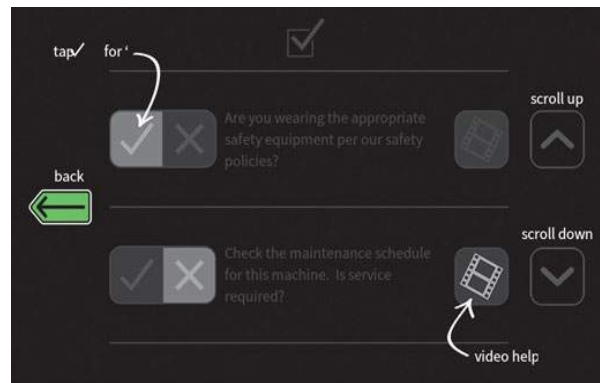 tap✓ for ‘
Are you wearing the appropriate
safety equipment per our safety
policies?
scroll up
back
scroll down
Check the maintenance schedule
for this machine. Is service
required?
video help